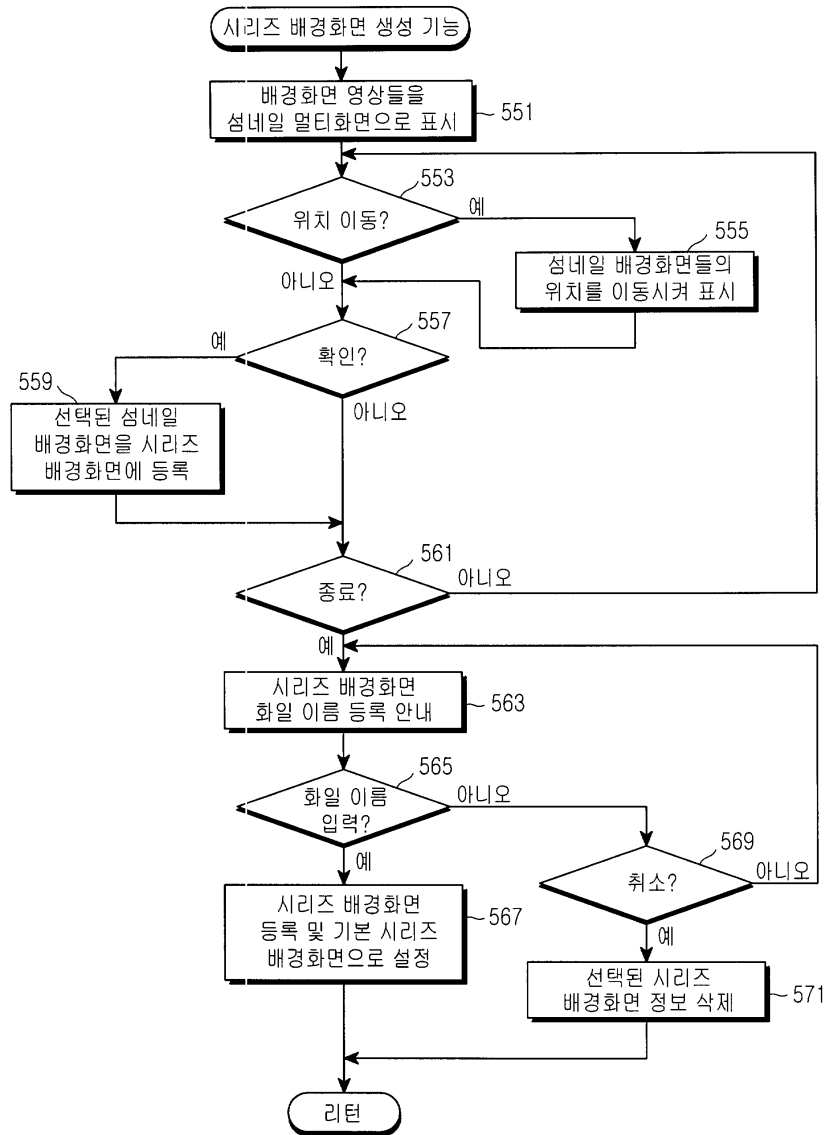 시리즈 배경화면 생성 기능
배경화면 영상들을
섬네일 멀티화면으로 표시
551
553
위치 이동?
예
555
섬네일 배경화면들의
위치를 이동시켜 표시
아니오
557
확인?
예
559
선택된 섬네일
배경화면을 시리즈
배경화면에 등록
아니오
561
종료?
아니오
예
시리즈 배경화면
화일 이름 등록 안내
563
565
화일 이름
입력?
아니오
예
569
취소?
아니오
시리즈 배경화면
등록 및 기본 시리즈
배경화면으로 설정
567
예
선택된 시리즈
배경화면 정보 삭제
571
리턴